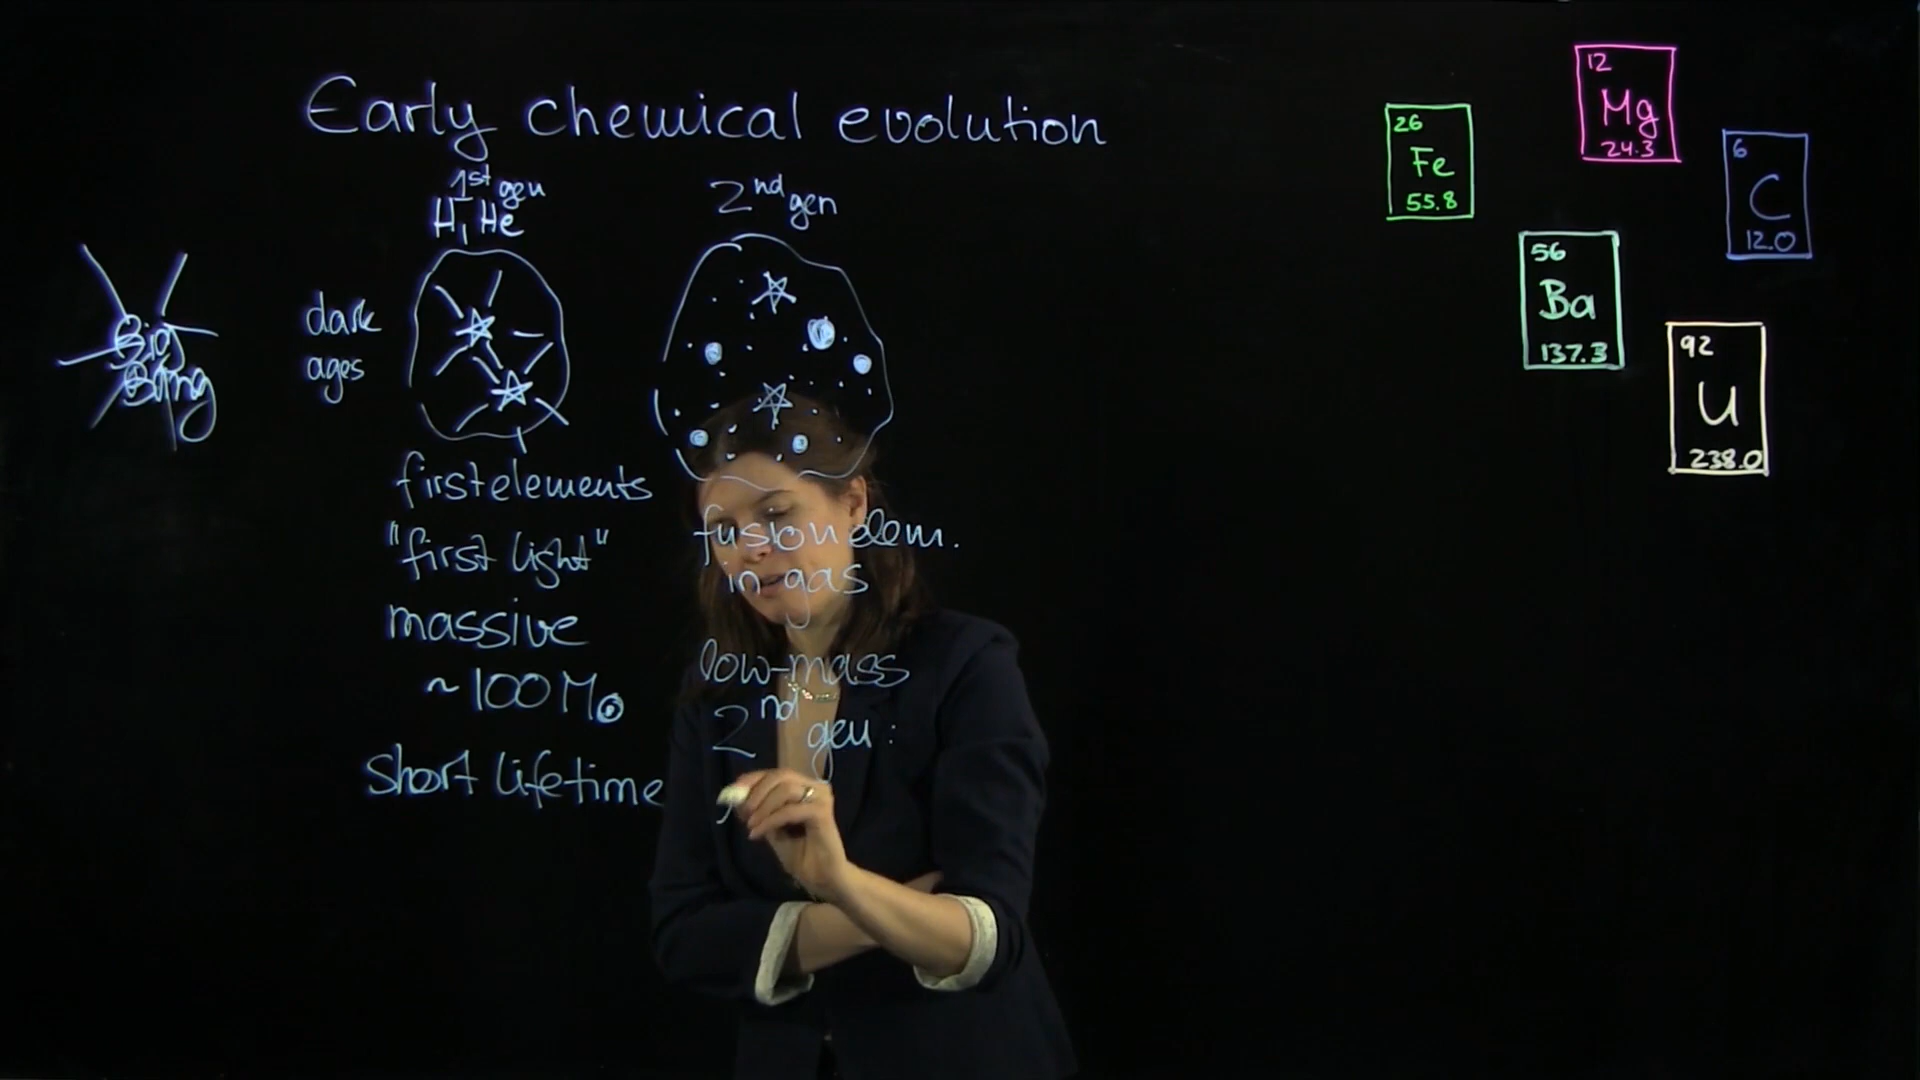 Early chemical evolution
1st gen
H, He
2nd gen
Big
Bang
dark
ages
first elements
"first light"
massive
~100M⊙
short lifetime
fusion elem.
in gas
low-mass
2nd gen:
26
Fe
55.8
12
Mg
24.3
6
C
12.0
56
Ba
137.3
92
U
238.0